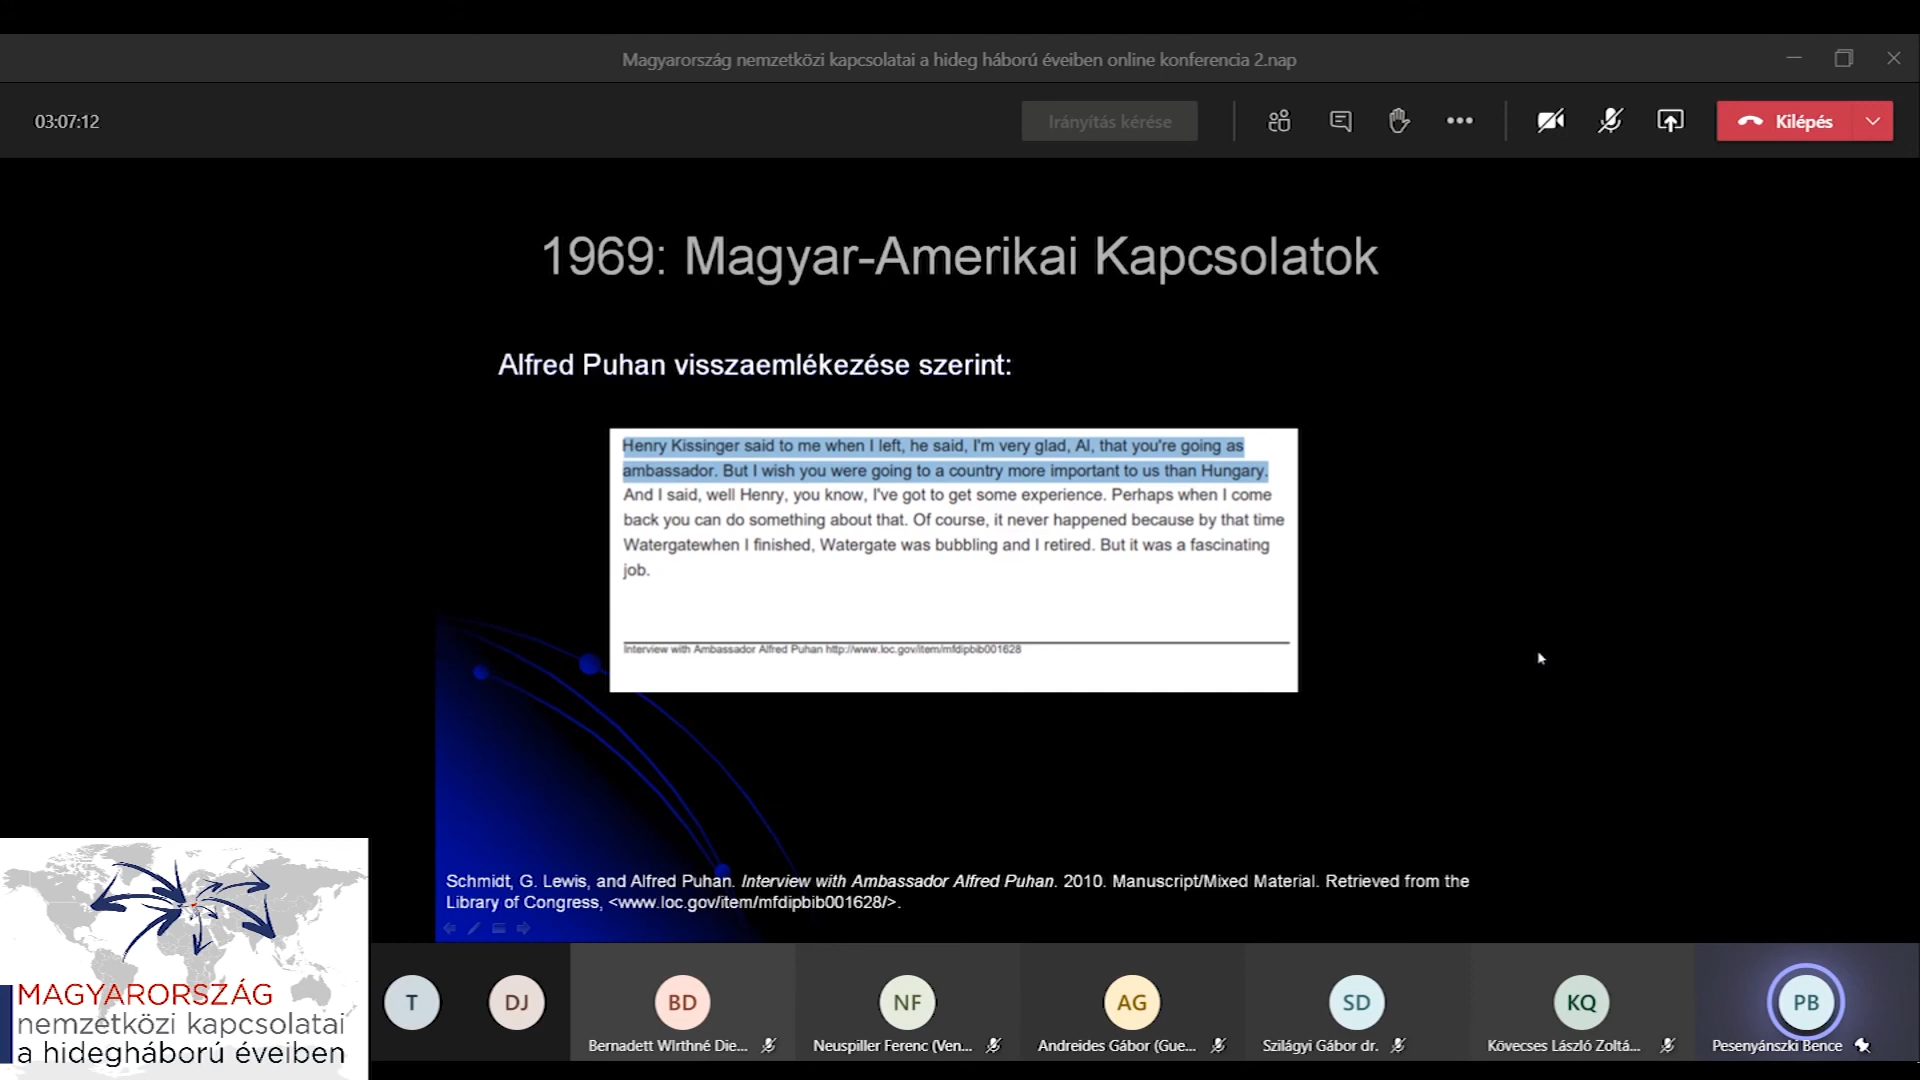 Magyarország nemzetközi kapcsolatai a hideg háború éveiben online konferencia 2.nap
03:07:12
Irányítás kérése
Kilépés
1969: Magyar-Amerikai Kapcsolatok
Alfred Puhan visszaemlékezése szerint:
Henry Kissinger said to me when I left, he said, I'm very glad, Al, that you're going as
ambassador. But I wish you were going to a country more important to us than Hungary.
And I said, well Henry, you know, I've got to get some experience. Perhaps when I come
back you can do something about that. Of course, it never happened because by that time
Watergatewhen I finished, Watergate was bubbling and I retired. But it was a fascinating
job.
Interview with Ambassador Alfred Puhan http://www.loc.gov/item/mfdipbib001628
Schmidt, G. Lewis, and Alfred Puhan. Interview with Ambassador Alfred Puhan. 2010. Manuscript/Mixed Material. Retrieved from the
Library of Congress, <www.loc.gov/item/mfdipbib001628/>.
MAGYARORSZÁG
nemzetközi kapcsolatai
a hidegháború éveiben
T
DJ
BD
NF
AG
SD
KQ
PB
Bernadett WIrthné Die...
Neuspiller Ferenc (Ven...
Andreides Gábor (Gue...
Szilágyi Gábor dr.
Kövecses László Zoltá...
Pesenyánszki Bence